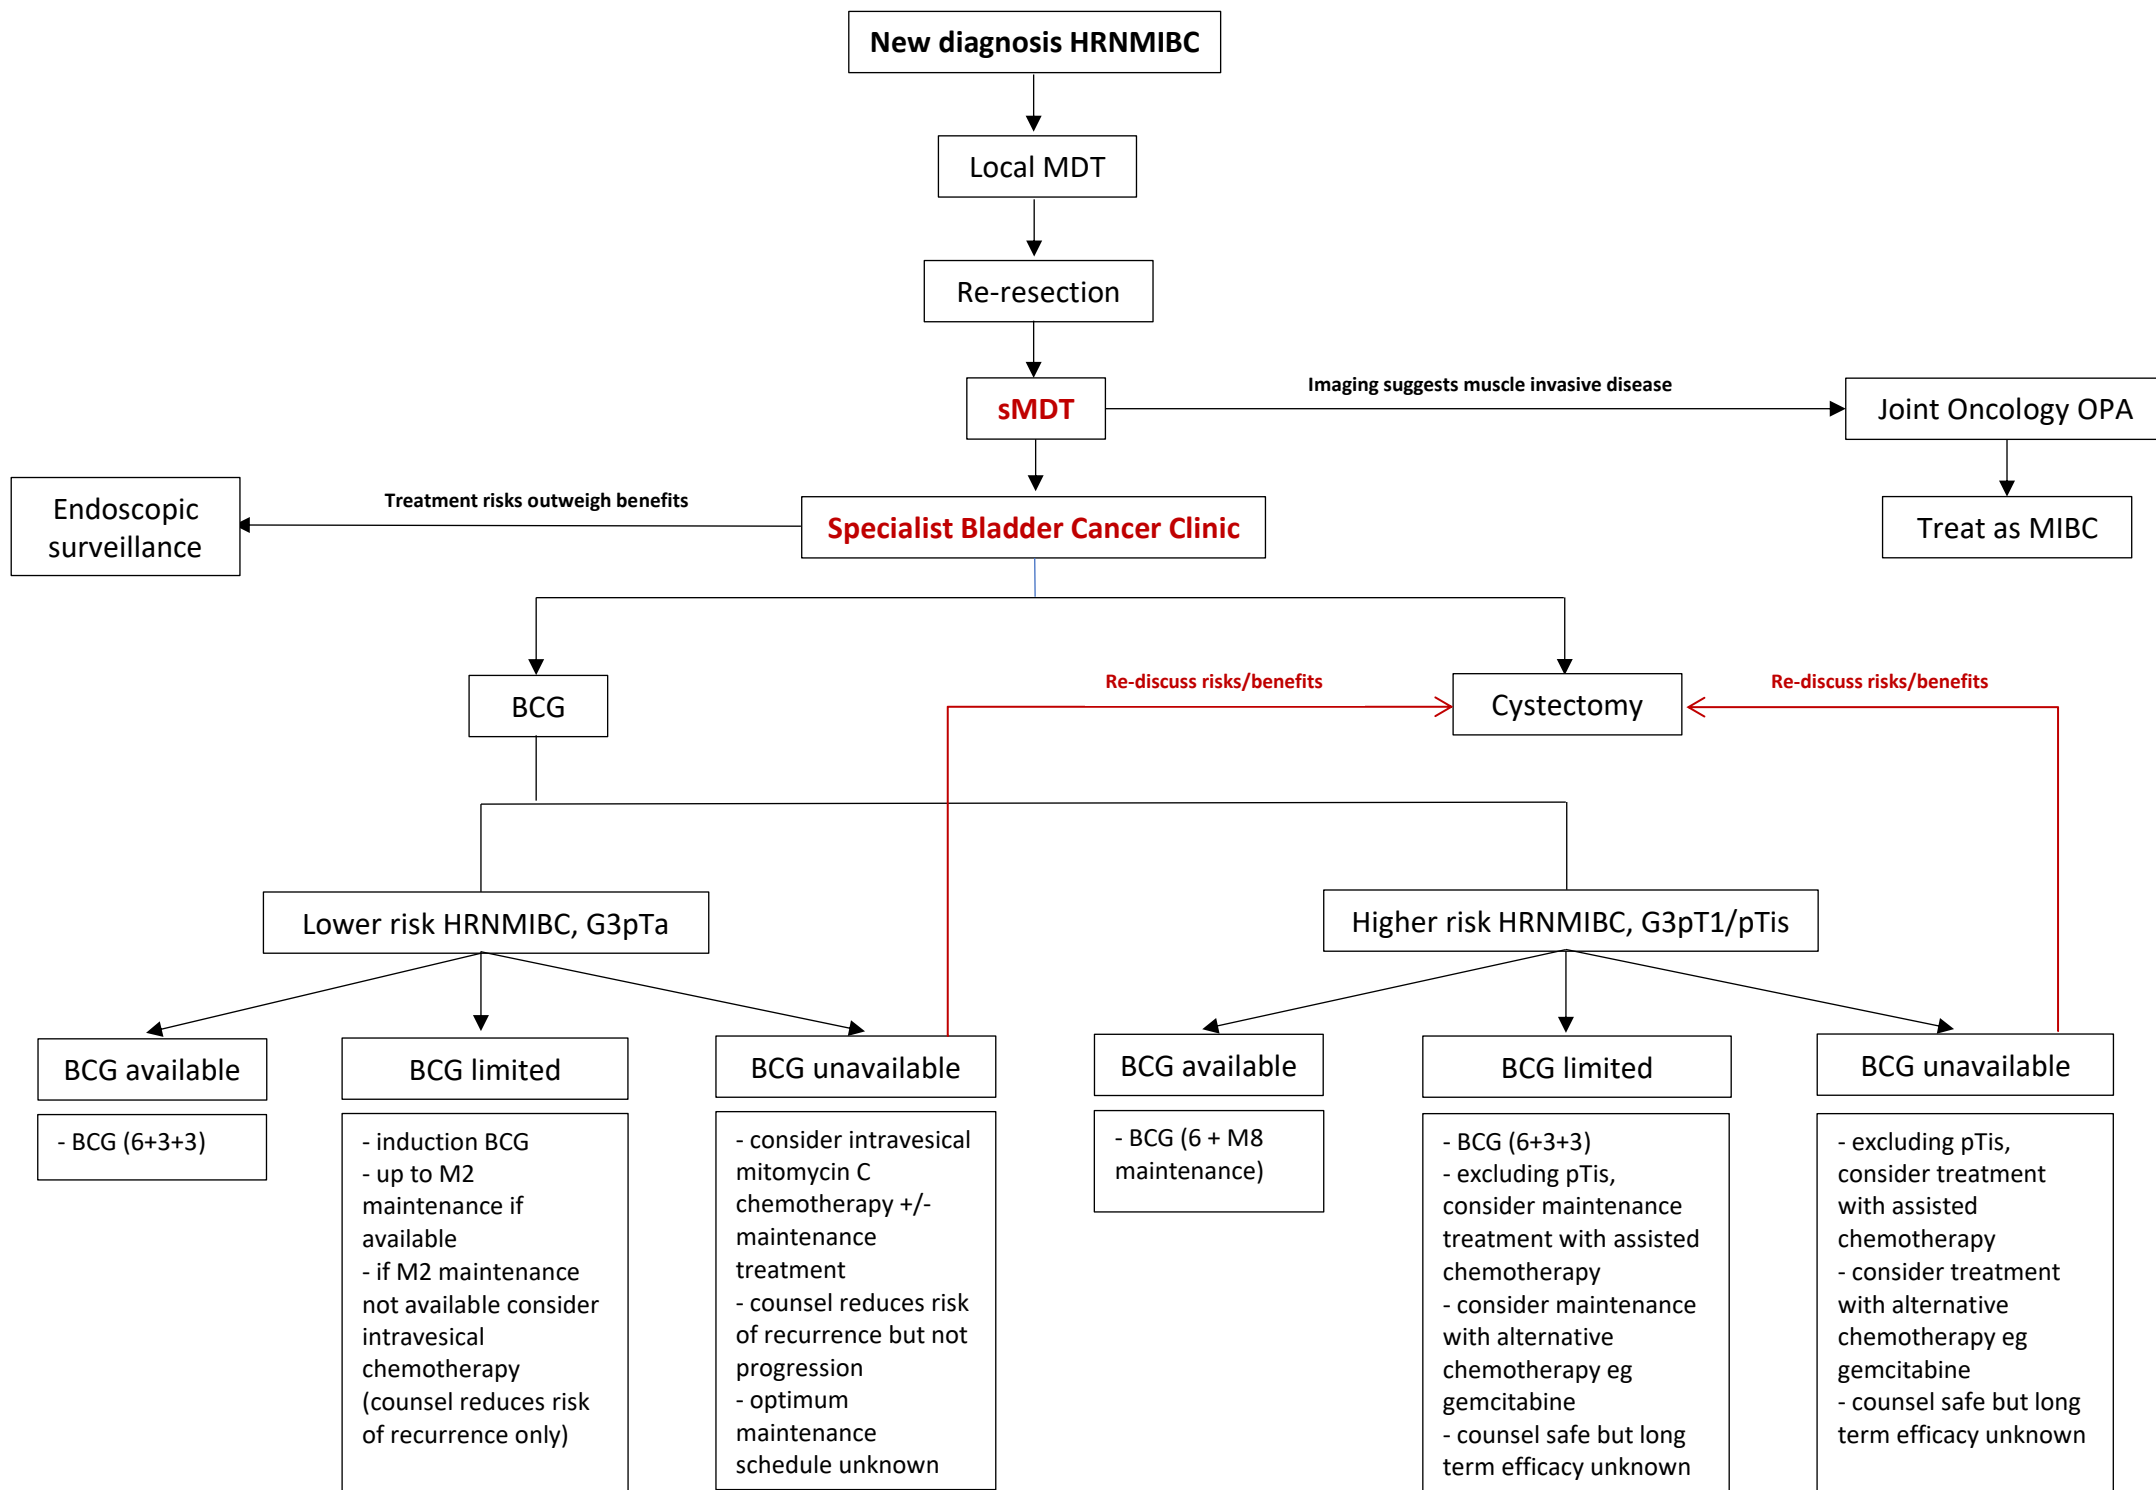 New diagnosis HRNMIBC
Local MDT
Re-resection
sMDT
Imaging suggests muscle invasive disease
Joint Oncology OPA
Treat as MIBC
Specialist Bladder Cancer Clinic
Treatment risks outweigh benefits
Endoscopic
surveillance
BCG
Re-discuss risks/benefits
Cystectomy
Re-discuss risks/benefits
Lower risk HRNMIBC, G3pTa
Higher risk HRNMIBC, G3pT1/pTis
BCG available
- BCG (6+3+3)
BCG limited
- induction BCG
- up to M2
maintenance if
available
- if M2 maintenance
not available consider
intravesical
chemotherapy
(counsel reduces risk
of recurrence only)
BCG unavailable
- consider intravesical
mitomycin C
chemotherapy +/-
maintenance
treatment
- counsel reduces risk
of recurrence but not
progression
- optimum
maintenance
schedule unknown
BCG available
- BCG (6 + M8
maintenance)
BCG limited
- BCG (6+3+3)
- excluding pTis,
consider maintenance
treatment with assisted
chemotherapy
- consider maintenance
with alternative
chemotherapy eg
gemcitabine
- counsel safe but long
term efficacy unknown
BCG unavailable
- excluding pTis,
consider treatment
with assisted
chemotherapy
- consider treatment
with alternative
chemotherapy eg
gemcitabine
- counsel safe but long
term efficacy unknown